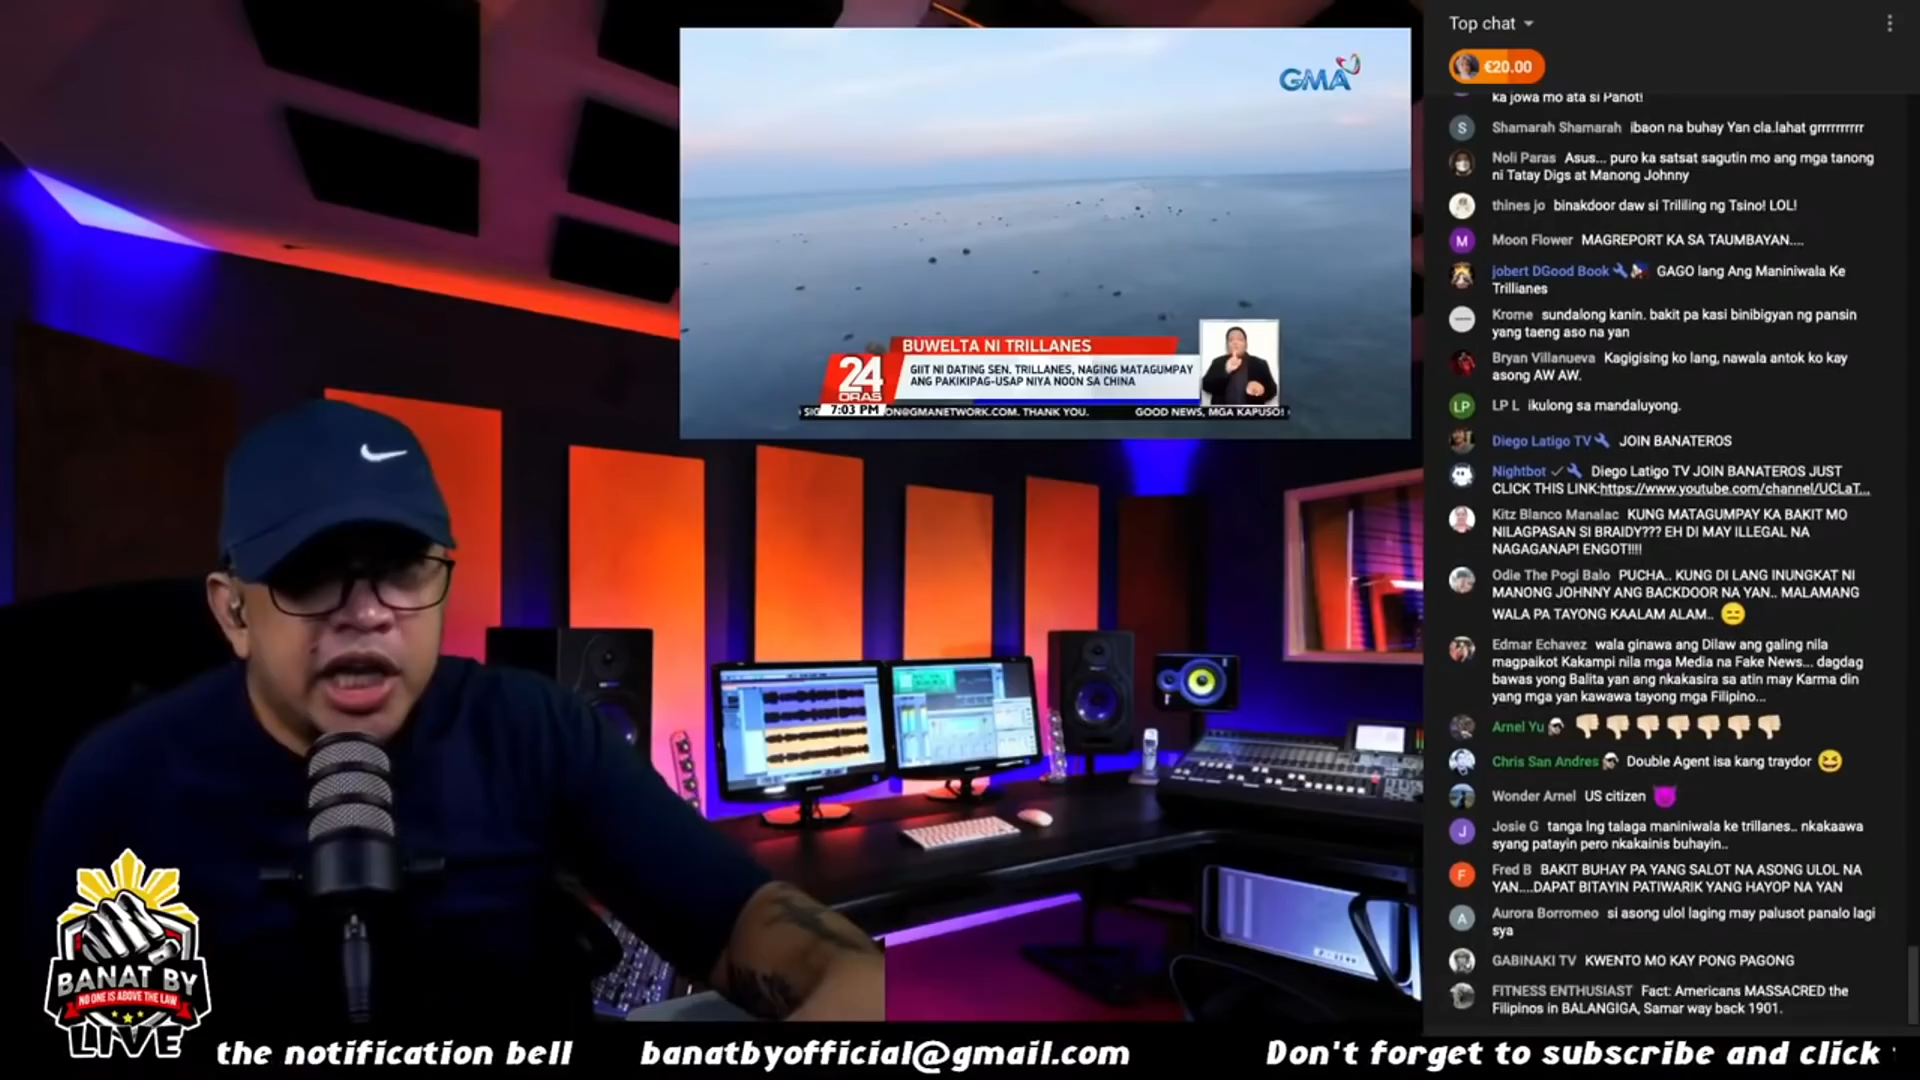 GMA
BUWELTA NI TRILLANES
24
ORAS
7:03 PM
GIIT NI DATING SEN. TRILLANES, NAGING MATAGUMPAY
ANG PAKIKIPAG-USAP NIYA NOON SA CHINA
ON@GMANETWORK.COM. THANK YOU.
GOOD NEWS, MGA KAPUSO!
Top chat
€20.00
ka jowa mo ata si Panot!
S
Shamarah Shamarah ibaon na buhay Yan cla.lahat grrrrrrrrrr
Noli Paras Asus... puro ka satsat sagutin mo ang mga tanong
ni Tatay Digs at Manong Johnny
thines jo binakdoor daw si Trililing ng Tsino! LOL!
M
Moon Flower MAGREPORT KA SA TAUMBAYAN....
jobert DGood Book GAGO lang Ang Maniniwala Ke
Trillianes
Krome sundalong kanin. bakit pa kasi binibigyan ng pansin
yang taeng aso na yan
Bryan Villanueva Kagigising ko lang, nawala antok ko kay
asong AW AW.
LP
LP L ikulong sa mandaluyong.
Diego Latigo TV JOIN BANATEROS
Nightbot Diego Latigo TV JOIN BANATEROS JUST
CLICK THIS LINK:https://www.youtube.com/channel/UCLaT...
Kitz Blanco Manalac KUNG MATAGUMPAY KA BAKIT MO
NILAGPASAN SI BRAIDY??? EH DI MAY ILLEGAL NA
NAGAGANAP! ENGOT!!!!
Odie The Pogi Balo PUCHA.. KUNG DI LANG INUNGKAT NI
MANONG JOHNNY ANG BACKDOOR NA YAN.. MALAMANG
WALA PA TAYONG KAALAM ALAM.. 😑
Edmar Echavez wala ginawa ang Dilaw ang galing nila
magpaikot Kakampi nila mga Media na Fake News... dagdag
bawas yong Balita yan ang nkakasira sa atin may Karma din
yang mga yan kawawa tayong mga Filipino...
Arnel Yu 👎🏼👎🏼👎🏼👎🏼👎🏼👎🏼👎🏼
Chris San Andres Double Agent isa kang traydor 😆
Wonder Arnel US citizen 😈
J
Josie G tanga lng talaga maniniwala ke trillanes.. nkakaawa
syang patayin pero nkakainis buhayin..
F
Fred B BAKIT BUHAY PA YANG SALOT NA ASONG ULOL NA
YAN....DAPAT BITAYIN PATIWARIK YANG HAYOP NA YAN
A
Aurora Borromeo si asong ulol laging may palusot panalo lagi
sya
GABINAKI TV KWENTO MO KAY PONG PAGONG
FITNESS ENTHUSIAST Fact: Americans MASSACRED the
Filipinos in BALANGIGA, Samar way back 1901.
BANAT BY
NO ONE IS ABOVE THE LAW
LIVE
the notification bell banatbyofficial@gmail.com Don't forget to subscribe and click